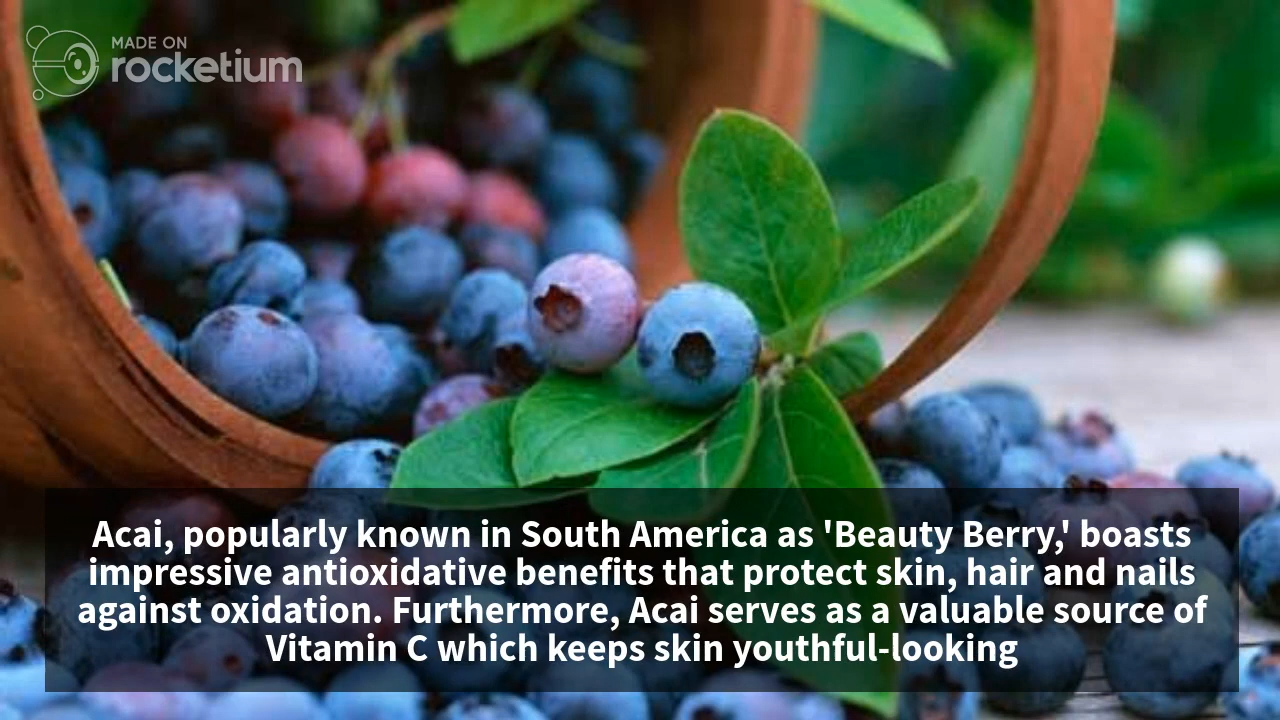 MADE ON
rocketium
Acai, popularly known in South America as 'Beauty Berry,' boasts
impressive antioxidative benefits that protect skin, hair and nails
against oxidation. Furthermore, Acai serves as a valuable source of
Vitamin C which keeps skin youthful-looking